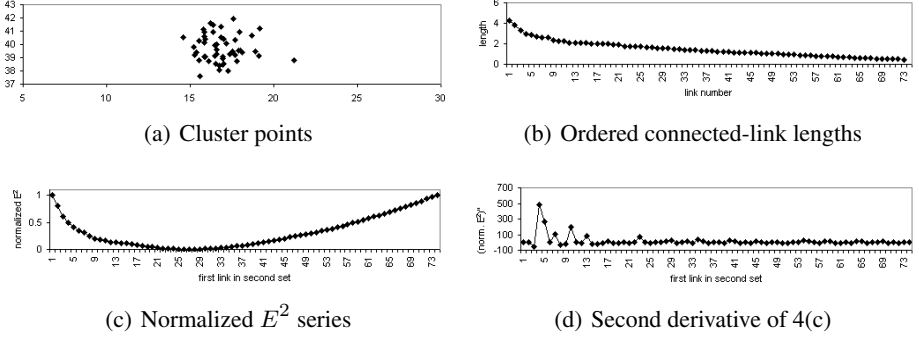 43
42
41
40
39
38
37
5 10 15 20 25 30
(a) Cluster points
length
6
4
2
0
1 5 9 13 17 21 25 29 33 37 41 45 49 53 57 61 65 69 73
link number
(b) Ordered connected-link lengths
normalized E²
1
0.5
0
1 5 9 13 17 21 25 29 33 37 41 45 49 53 57 61 65 69 73
first link in second set
(c) Normalized E² series
(norm. E²)"
700
500
300
100
-100
1 5 9 13 17 21 25 29 33 37 41 45 49 53 57 61 65 69 73
first link in second set
(d) Second derivative of 4(c)